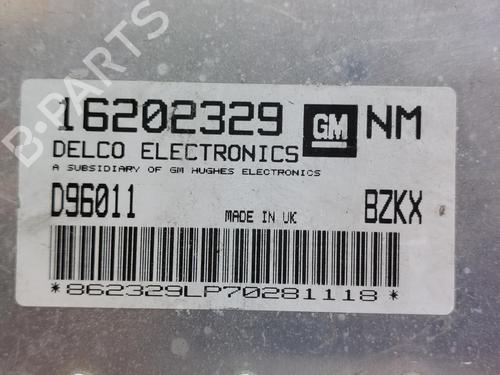 16202329 GM NM
DELCO ELECTRONICS
A SUBSIDIARY OF GM HUGHES ELECTRONICS
D96011 MADE IN UK BZKX
*862329LP70281118*
B-PARTS